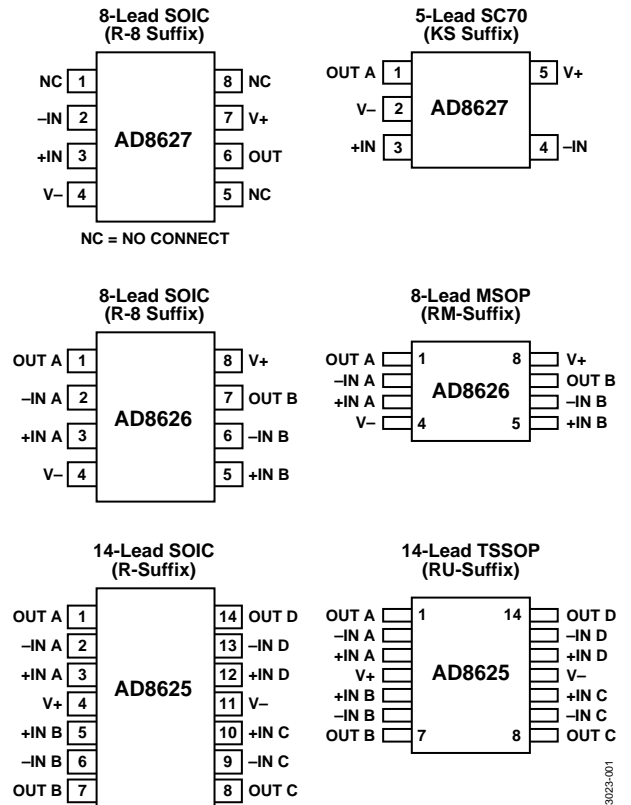 8-Lead SOIC
(R-8 Suffix)
NC 1 8 NC
–IN 2 7 V+
AD8627
+IN 3 6 OUT
V– 4 5 NC
NC = NO CONNECT
5-Lead SC70
(KS Suffix)
OUT A 1 5 V+
V– 2 AD8627
+IN 3 4 –IN
8-Lead SOIC
(R-8 Suffix)
OUT A 1 8 V+
–IN A 2 7 OUT B
AD8626
+IN A 3 6 –IN B
V– 4 5 +IN B
8-Lead MSOP
(RM-Suffix)
OUT A 1 8 V+
–IN A OUT B
AD8626
+IN A –IN B
V– 4 5 +IN B
14-Lead SOIC
(R-Suffix)
OUT A 1 14 OUT D
–IN A 2 13 –IN D
+IN A 3 12 +IN D
AD8625
V+ 4 11 V–
+IN B 5 10 +IN C
–IN B 6 9 –IN C
OUT B 7 8 OUT C
14-Lead TSSOP
(RU-Suffix)
OUT A 1 14 OUT D
–IN A –IN D
+IN A +IN D
V+ AD8625 V–
+IN B +IN C
–IN B –IN C
OUT B 7 8 OUT C
3023-001